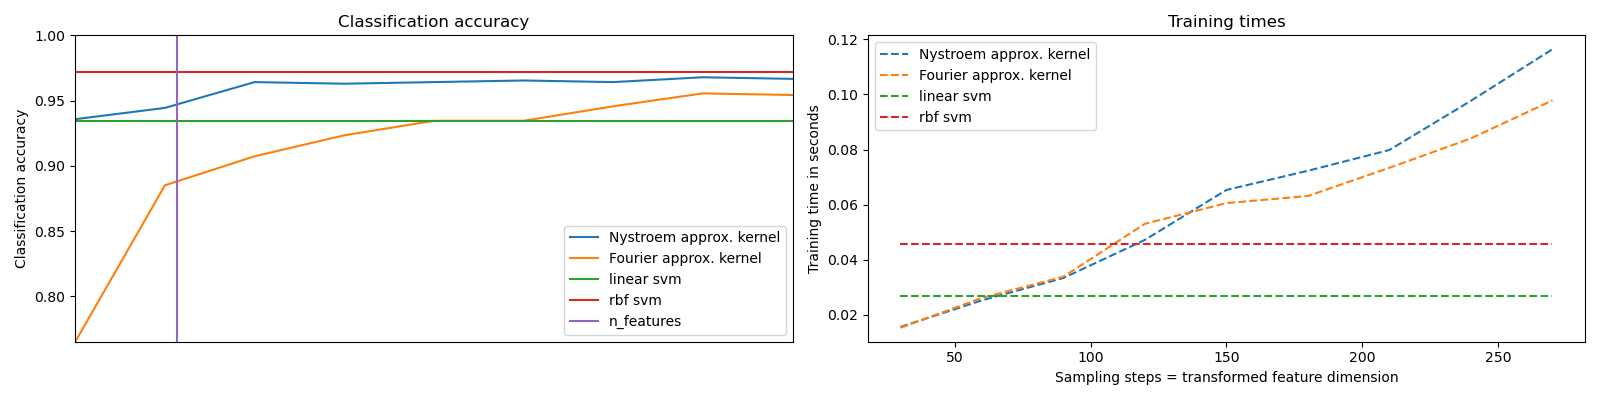 Classification accuracy
Classification accuracy
1.00
0.95
0.90
0.85
0.80
Nystroem approx. kernel
Fourier approx. kernel
linear svm
rbf svm
n_features
Training times
Training time in seconds
0.12
0.10
0.08
0.06
0.04
0.02
Nystroem approx. kernel
Fourier approx. kernel
linear svm
rbf svm
50 100 150 200 250
Sampling steps = transformed feature dimension